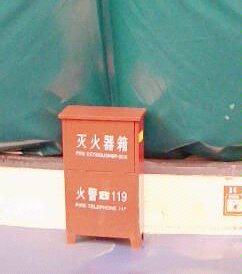 灭火器箱
FIRE EXTINGUISHER BOX
火警☎119
FIRE TELEPHONE 119